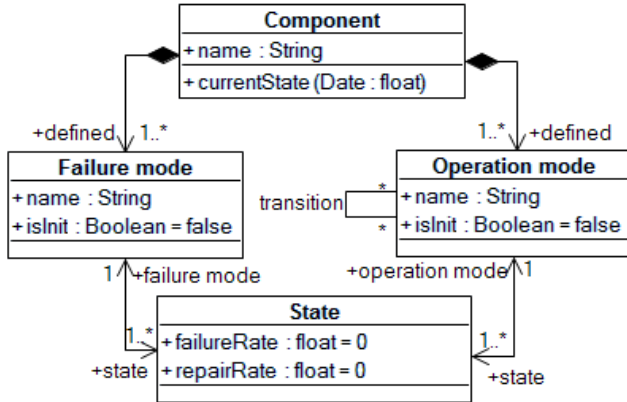 Component
+ name : String
+ currentState (Date : float)
+defined
1..*
1..*
+defined
Failure mode
+ name : String
+ isInit : Boolean = false
transition
*
*
Operation mode
+ name : String
+ isInit : Boolean = false
1
+failure mode
+operation mode
1
State
+ failureRate : float = 0
+ repairRate : float = 0
1..*
+state
1..*
+state